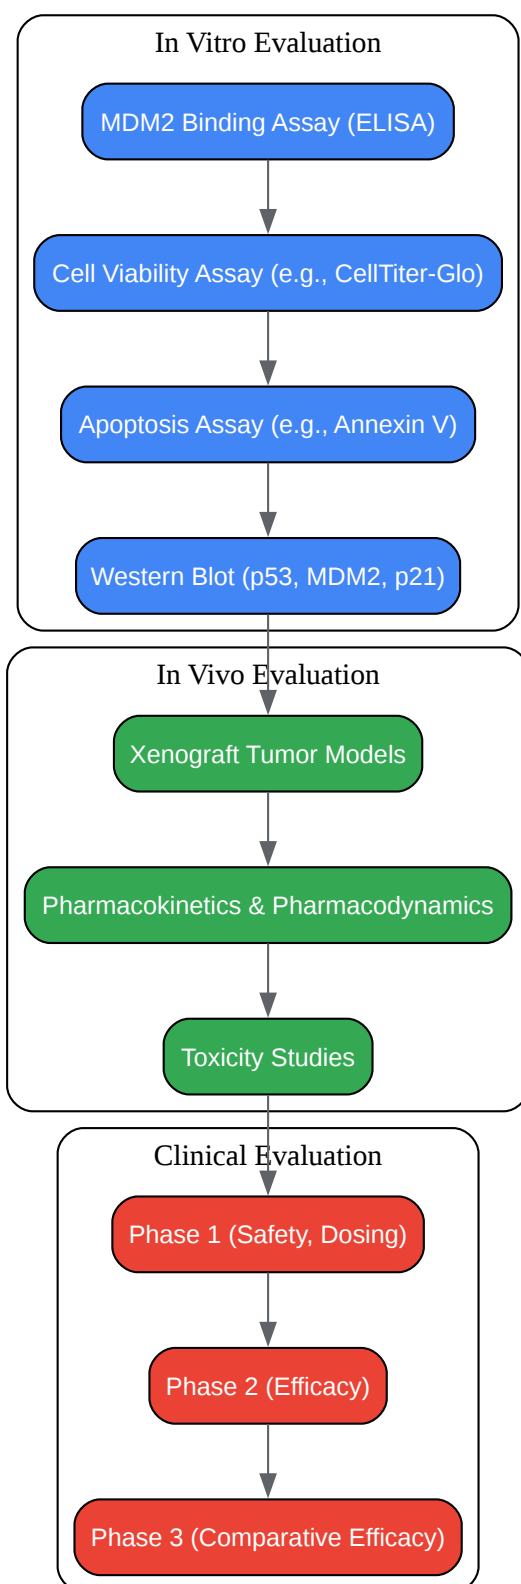 In Vitro Evaluation
MDM2 Binding Assay (ELISA)
Cell Viability Assay (e.g., CellTiter-Glo)
Apoptosis Assay (e.g., Annexin V)
Western Blot (p53, MDM2, p21)
In Vivo Evaluation
Xenograft Tumor Models
Pharmacokinetics & Pharmacodynamics
Toxicity Studies
Clinical Evaluation
Phase 1 (Safety, Dosing)
Phase 2 (Efficacy)
Phase 3 (Comparative Efficacy)